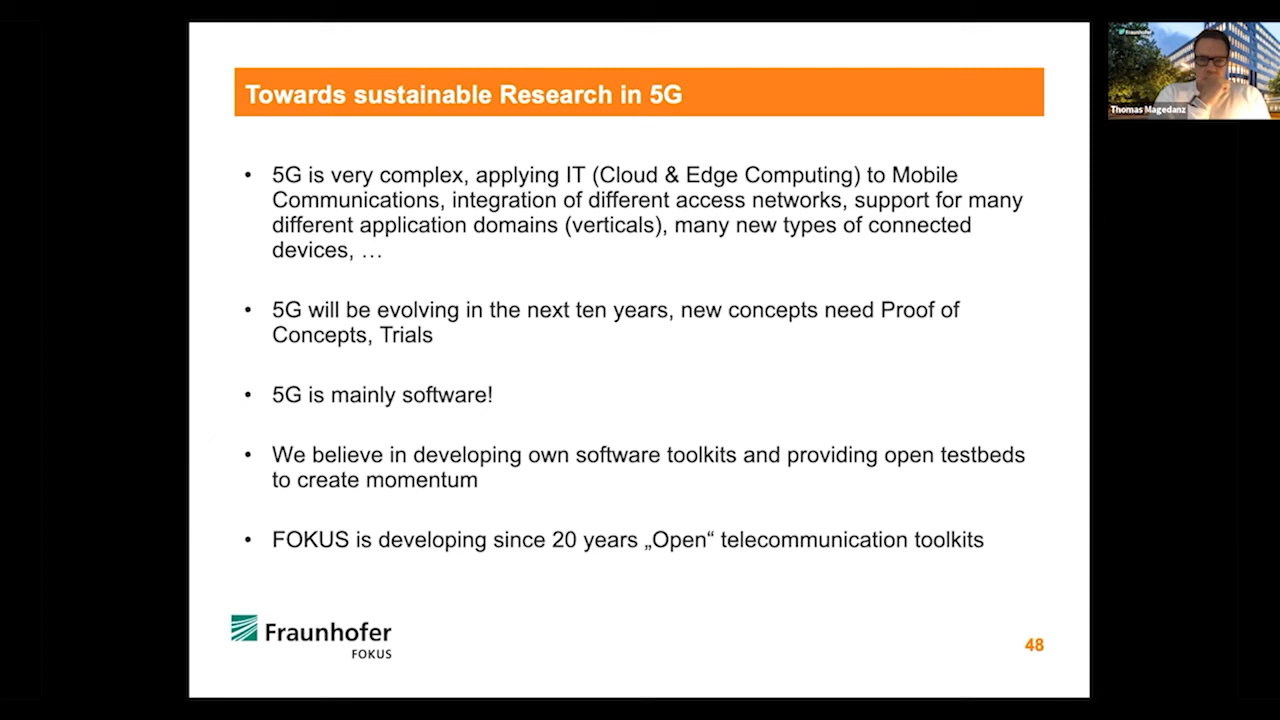 Towards sustainable Research in 5G
• 5G is very complex, applying IT (Cloud & Edge Computing) to Mobile
Communications, integration of different access networks, support for many
different application domains (verticals), many new types of connected
devices, …
• 5G will be evolving in the next ten years, new concepts need Proof of
Concepts, Trials
• 5G is mainly software!
• We believe in developing own software toolkits and providing open testbeds
to create momentum
• FOKUS is developing since 20 years „Open“ telecommunication toolkits
Fraunhofer
FOKUS
48
Fraunhofer
Thomas Magedanz